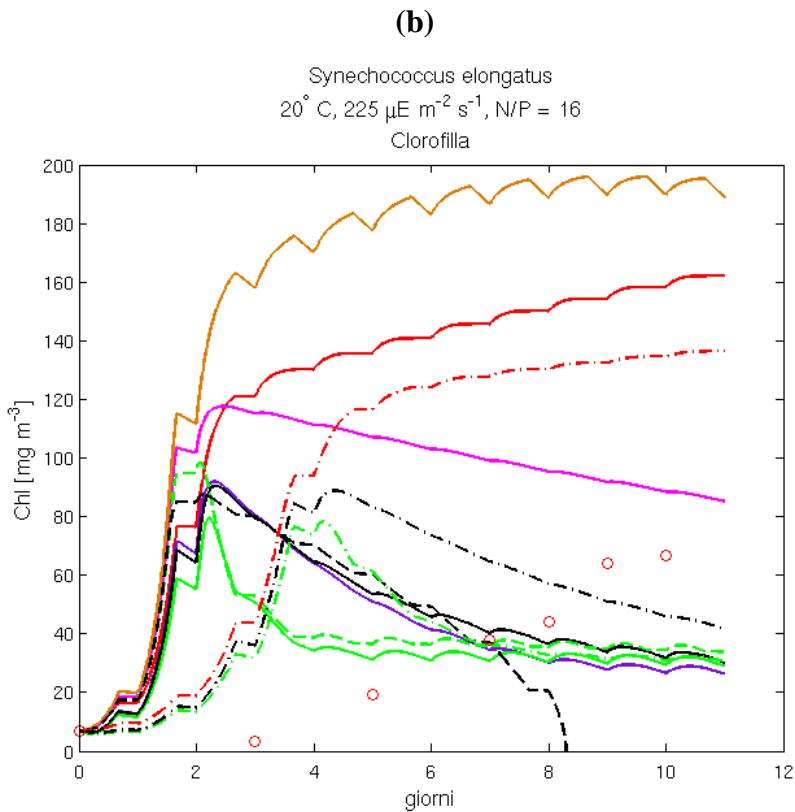 (b)
Synechococcus elongatus
20° C, 225 μE m⁻² s⁻¹, N/P = 16
Clorofilla
200
180
160
140
120
100
80
60
40
20
0
Chl [mg m⁻³]
0 2 4 6 8 10 12
giorni